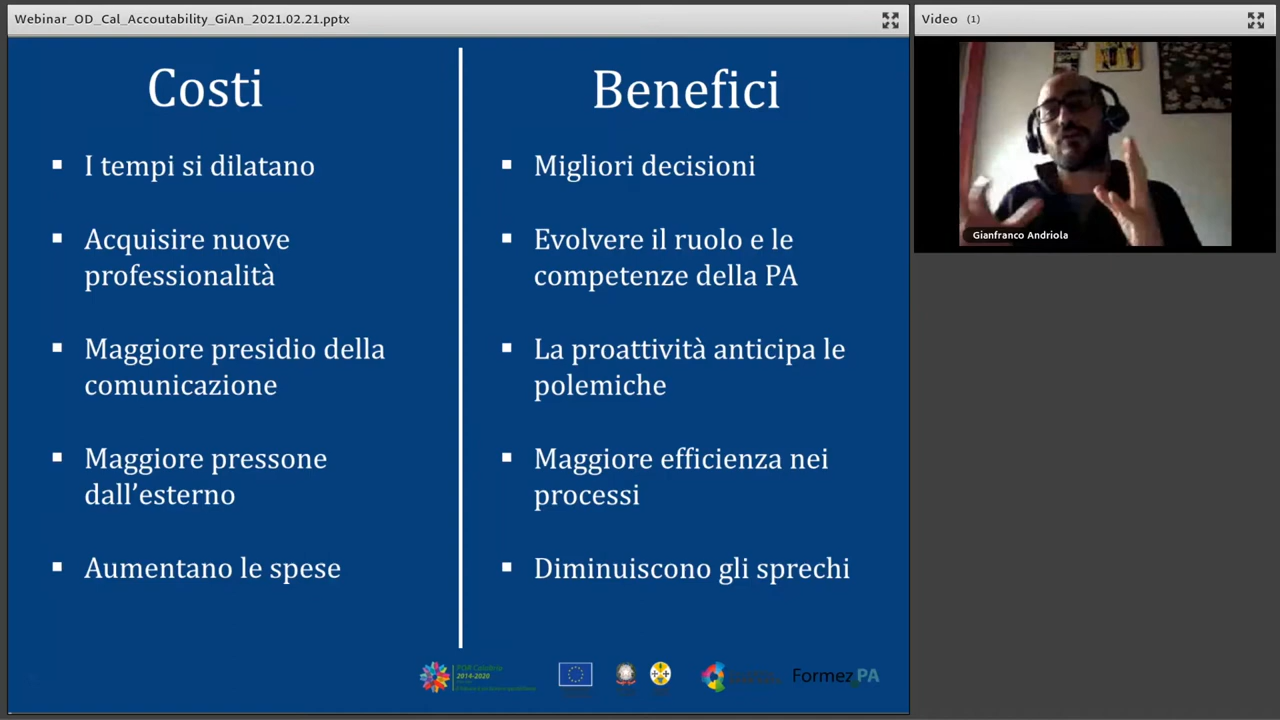 Webinar_OD_Cal_Accoutability_GiAn_2021.02.21.pptx
Video (1)
Costi
I tempi si dilatano
Acquisire nuove
professionalità
Maggiore presidio della
comunicazione
Maggiore pressone
dall’esterno
Aumentano le spese
Benefici
Migliori decisioni
Evolvere il ruolo e le
competenze della PA
La proattività anticipa le
polemiche
Maggiore efficienza nei
processi
Diminuiscono gli sprechi
Gianfranco Andriola
POR Calabria
2014-2020
FormezPA